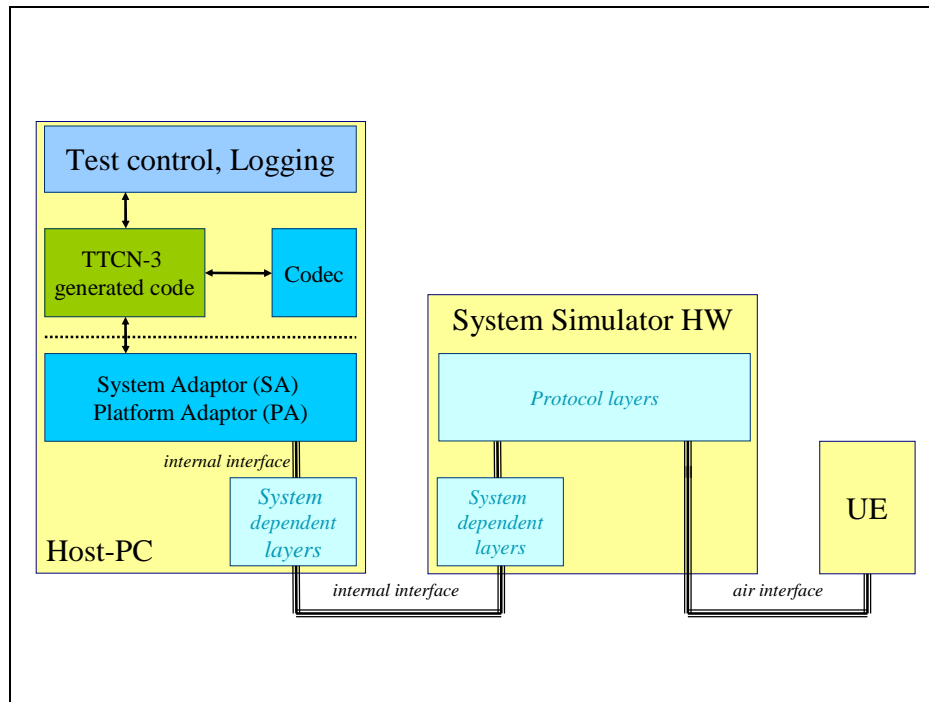 Test control, Logging
TTCN-3
generated code
Codec
System Adaptor (SA)
Platform Adaptor (PA)
internal interface
System
dependent
layers
Host-PC
System Simulator HW
Protocol layers
System
dependent
layers
UE
internal interface
air interface